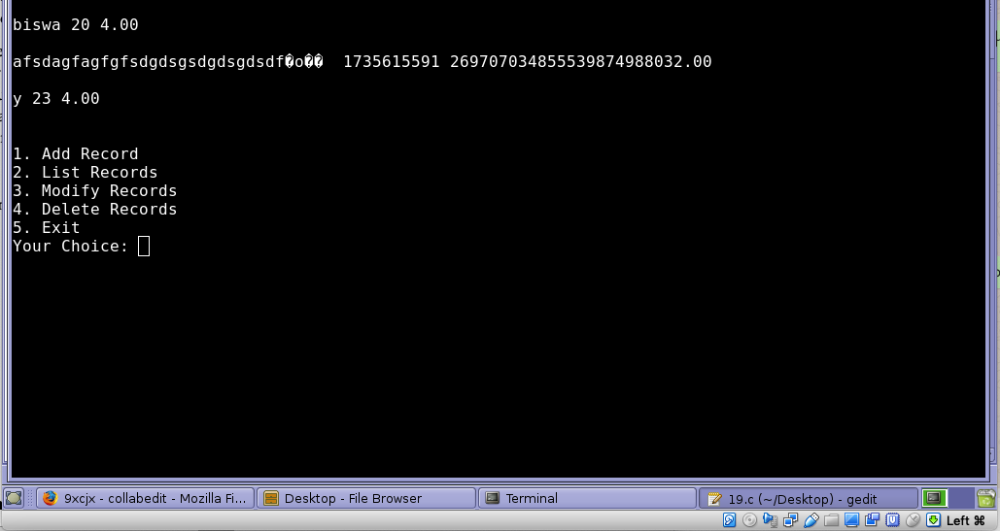 biswa 20 4.00
afsdagfagfgfsdgdsgsdgdsgdsdf�o�� 1735615591 269707034855539874988032.00
y 23 4.00
1. Add Record
2. List Records
3. Modify Records
4. Delete Records
5. Exit
Your Choice:
9xcjx - collabedit - Mozilla Fi...
Desktop - File Browser
Terminal
19.c (~/Desktop) - gedit
Left ⌘